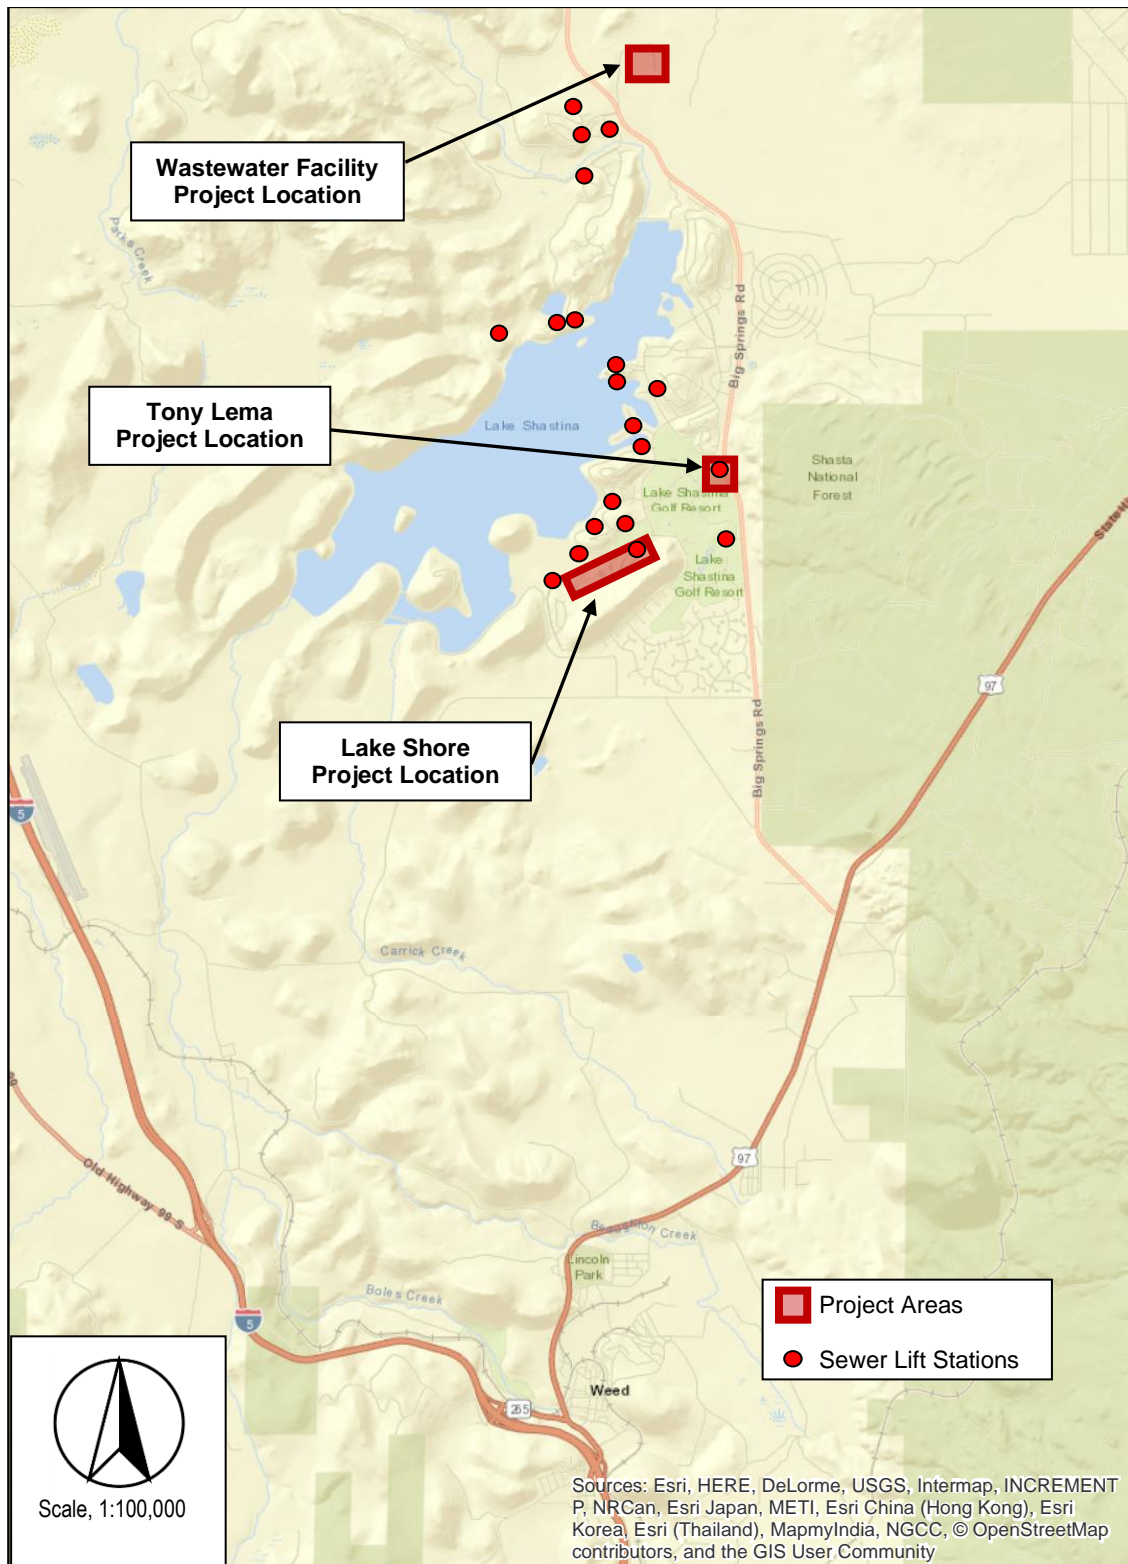 Wastewater Facility
Project Location
Parks Creek
Big Springs Rd
Tony Lema
Project Location
Lake Shastina
Shasta
National
Forest
Lake Shastina
Golf Resort
Lake
Shastina
Golf Resort
97
Lake Shore
Project Location
Big Springs Rd
5
Carrick Creek
97
Old Highway 99 S
Beaughton Creek
Lincoln
Park
Boles Creek
5
Project Areas
Sewer Lift Stations
Weed
265
Scale, 1:100,000
Sources: Esri, HERE, DeLorme, USGS, Intermap, INCREMENT
P, NRCan, Esri Japan, METI, Esri China (Hong Kong), Esri
Korea, Esri (Thailand), MapmyIndia, NGCC, © OpenStreetMap
contributors, and the GIS User Community